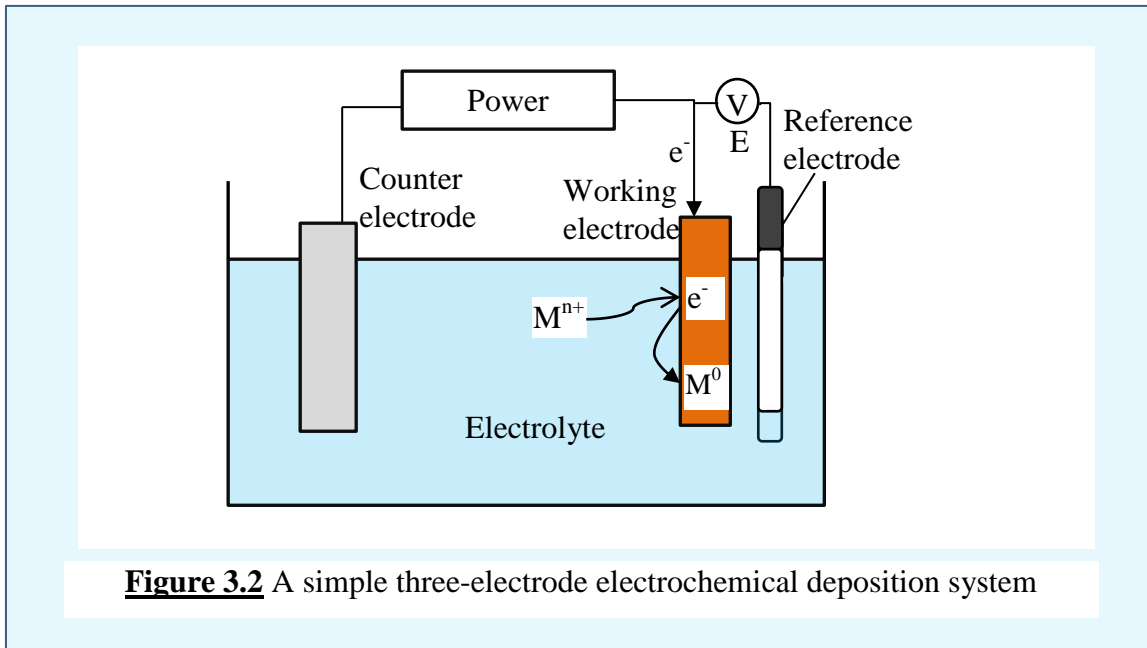 Power
V
E
Reference
electrode
e⁻
Counter
electrode
Working
electrode
e⁻
Mⁿ⁺
M⁰
Electrolyte
Figure 3.2 A simple three-electrode electrochemical deposition system